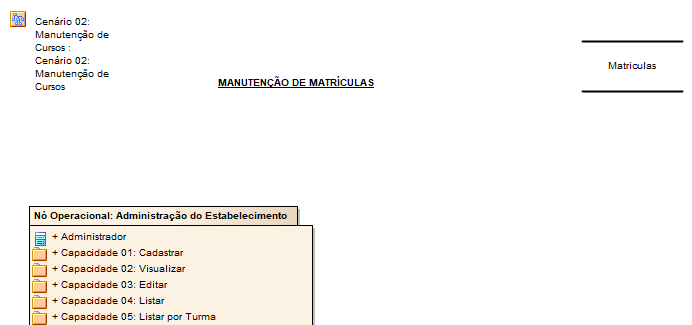 Cenário 02:
Manutenção de
Cursos :
Cenário 02:
Manutenção de
Cursos
MANUTENÇÃO DE MATRÍCULAS
Matriculas
Nó Operacional: Administração do Estabelecimento
+ Administrador
+ Capacidade 01: Cadastrar
+ Capacidade 02: Visualizar
+ Capacidade 03: Editar
+ Capacidade 04: Listar
+ Capacidade 05: Listar por Turma